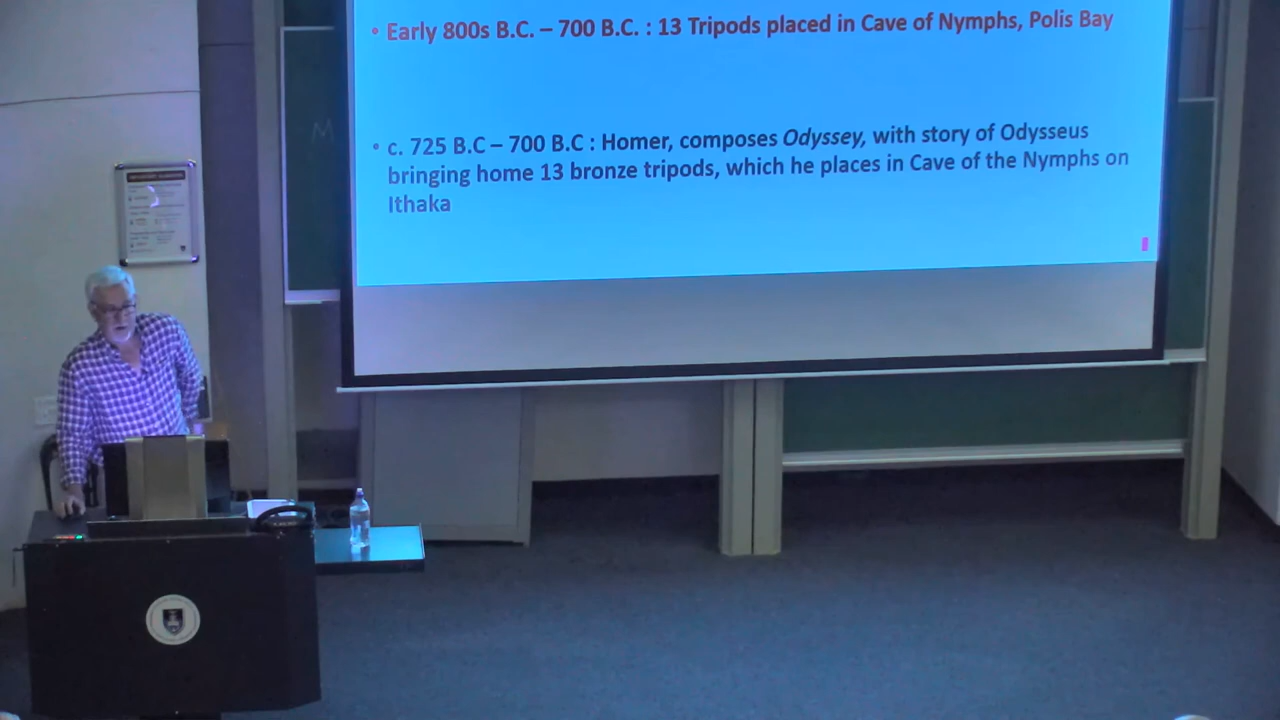 • Early 800s B.C. – 700 B.C. : 13 Tripods placed in Cave of Nymphs, Polis Bay
• c. 725 B.C – 700 B.C : Homer, composes Odyssey, with story of Odysseus
bringing home 13 bronze tripods, which he places in Cave of the Nymphs on
Ithaka